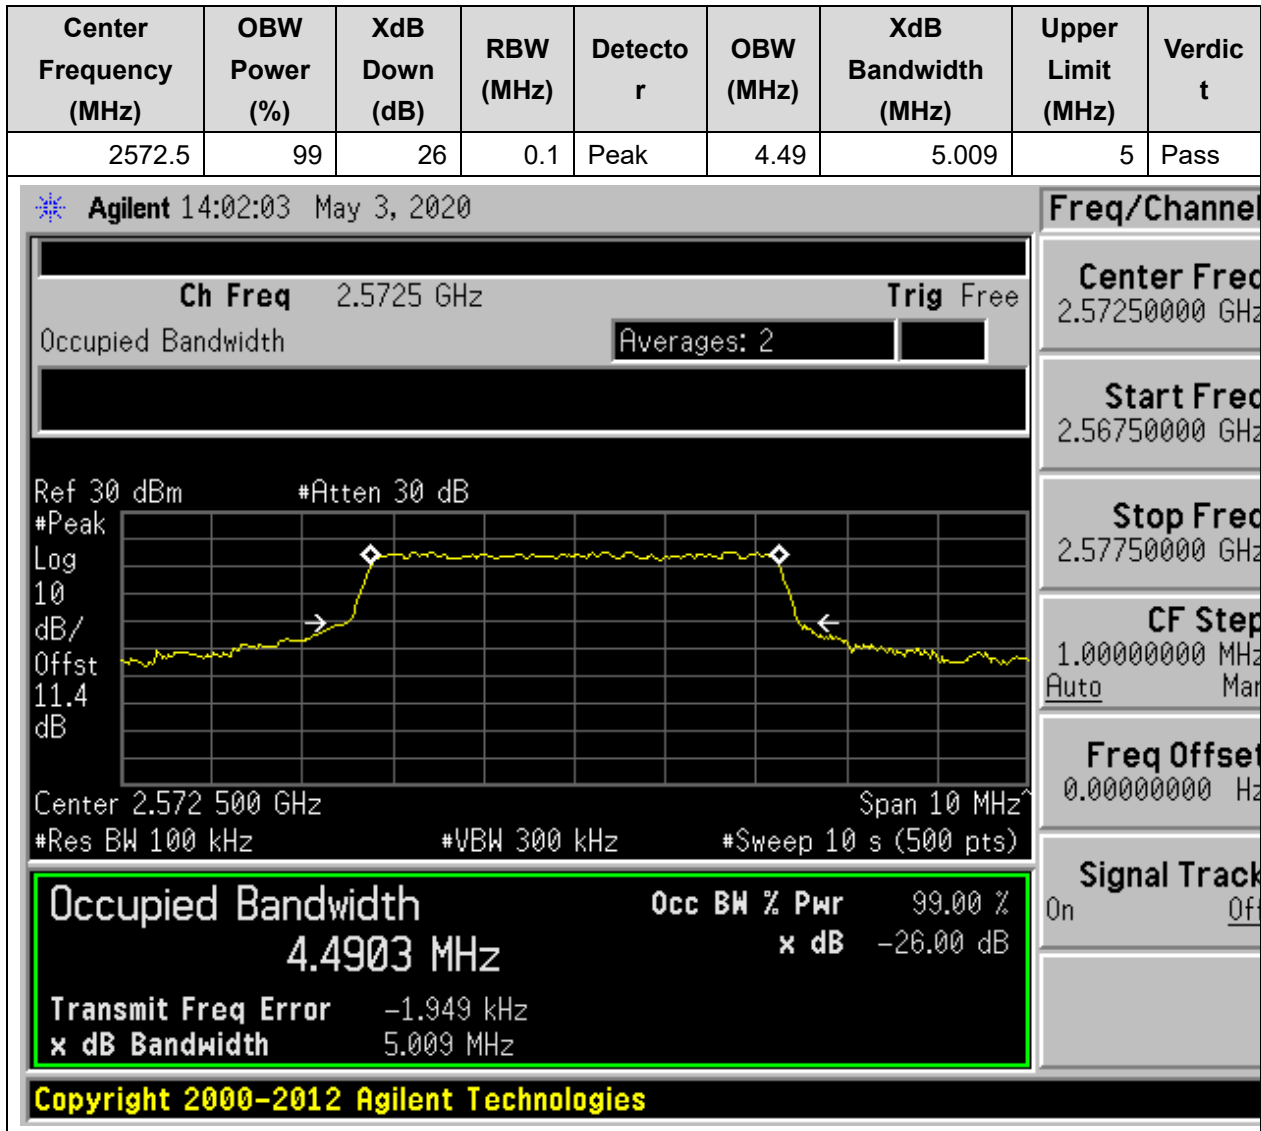 Center Frequency (MHz) OBW Power (%) XdB Down (dB) RBW (MHz) Detecto r OBW (MHz) XdB Bandwidth (MHz) Upper Limit (MHz) Verdic t
2572.5 99 26 0.1 Peak 4.49 5.009 5 Pass
Agilent 14:02:03 May 3, 2020
Freq/Channel
Ch Freq 2.5725 GHz Trig Free
Occupied Bandwidth Averages: 2
Center Freq
2.57250000 GHz
Start Freq
2.56750000 GHz
Stop Freq
2.57750000 GHz
CF Step
1.00000000 MHz
Auto Man
Freq Offset
0.00000000 Hz
Signal Track
On Off
Ref 30 dBm #Atten 30 dB
#Peak
Log
10
dB/
Offst
11.4
dB
Center 2.572 500 GHz Span 10 MHz^
#Res BW 100 kHz #VBW 300 kHz #Sweep 10 s (500 pts)
Occupied Bandwidth Occ BW % Pwr 99.00 %
4.4903 MHz x dB -26.00 dB
Transmit Freq Error -1.949 kHz
x dB Bandwidth 5.009 MHz
Copyright 2000-2012 Agilent Technologies